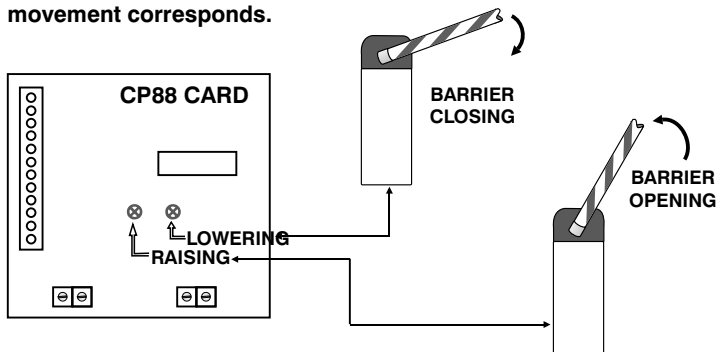 movement corresponds.
CP88 CARD
BARRIER
CLOSING
BARRIER
OPENING
LOWERING
RAISING